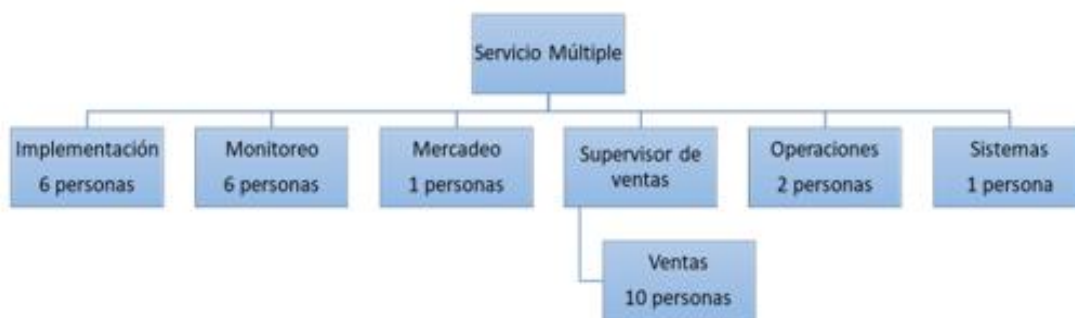 Servicio Múltiple
Implementación
6 personas
Monitoreo
6 personas
Mercadeo
1 personas
Supervisor de
ventas
Operaciones
2 personas
Sistemas
1 persona
Ventas
10 personas